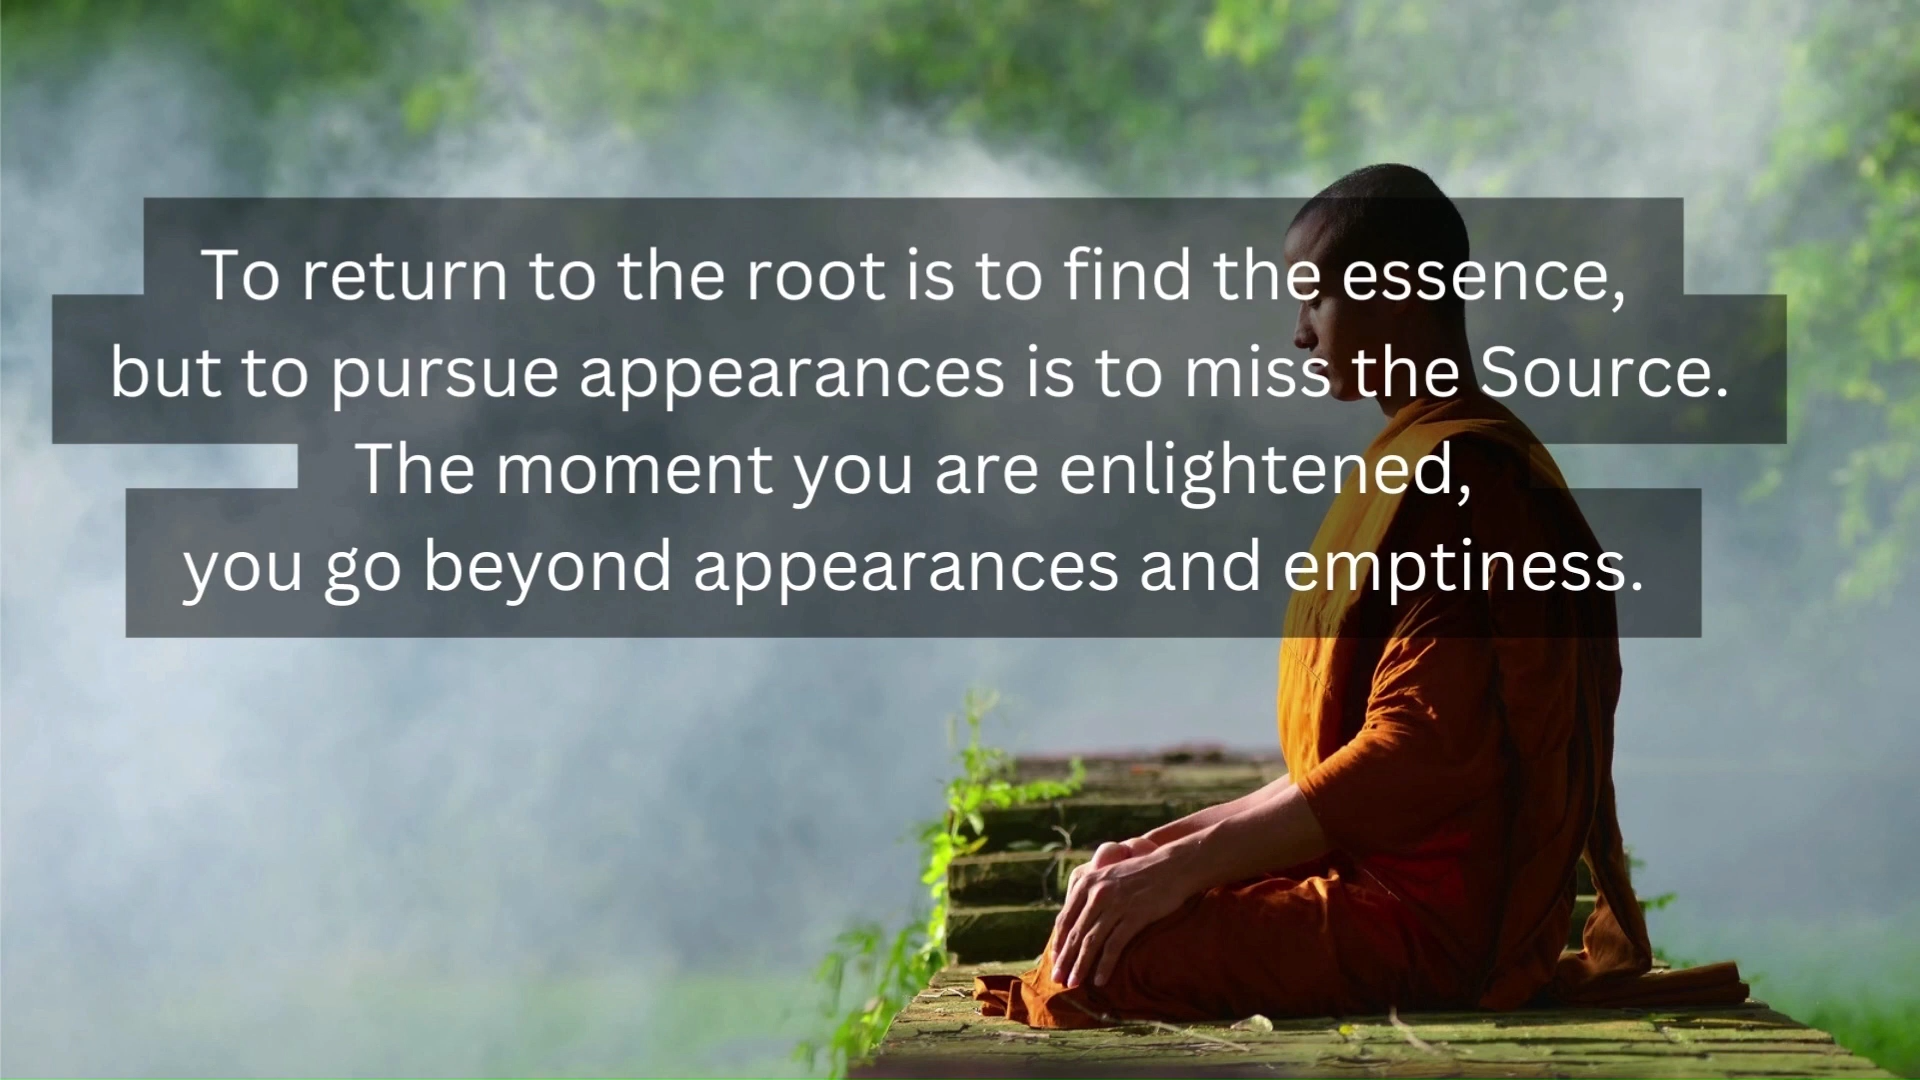 To return to the root is to find the essence,
but to pursue appearances is to miss the Source.
The moment you are enlightened,
you go beyond appearances and emptiness.